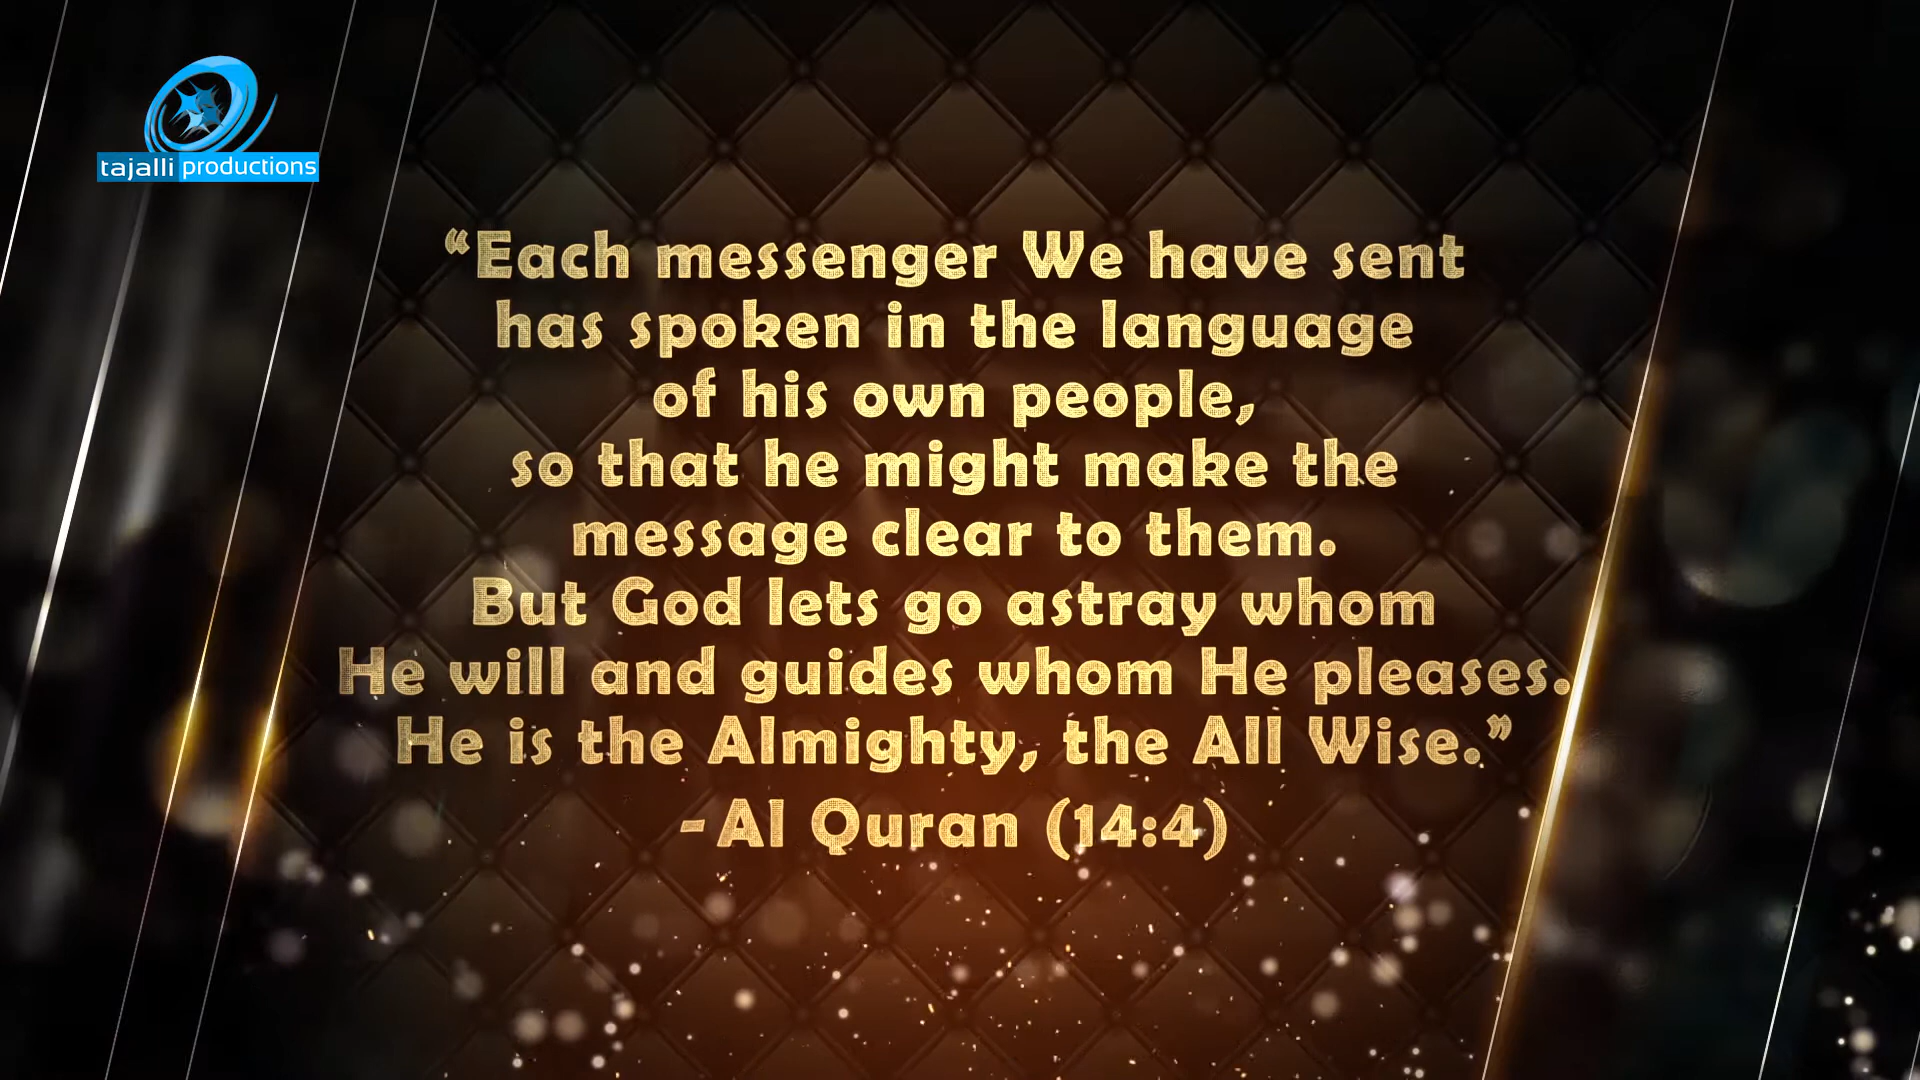 tajalli productions
“Each messenger We have sent
has spoken in the language
of his own people,
so that he might make the
message clear to them.
But God lets go astray whom
He will and guides whom He pleases.
He is the Almighty, the All Wise.”
-Al Quran (14:4)